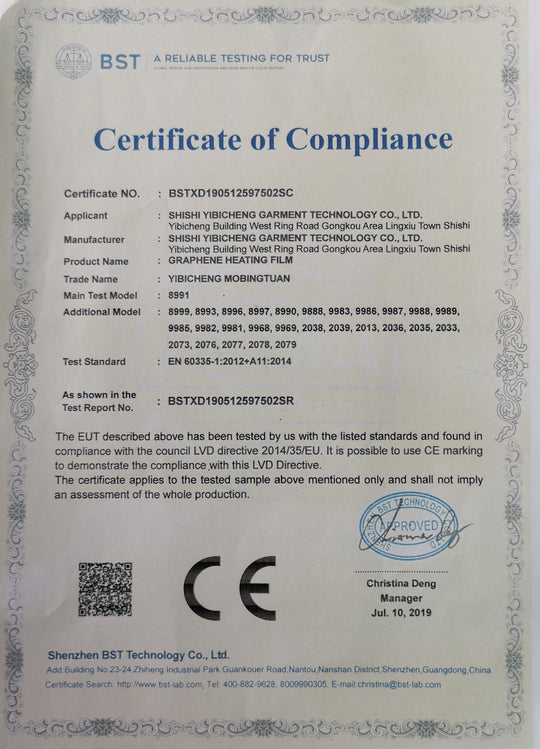 BST
A RELIABLE TESTING FOR TRUST
Certificate of Compliance
Certificate NO. : BSTXD190512597502SC
Applicant : SHISHI YIBICHENG GARMENT TECHNOLOGY CO., LTD.
Yibicheng Building West Ring Road Gongkou Area Lingxiu Town Shishi
Manufacturer : SHISHI YIBICHENG GARMENT TECHNOLOGY CO., LTD.
Yibicheng Building West Ring Road Gongkou Area Lingxiu Town Shishi
Product Name : GRAPHENE HEATING FILM
Trade Name : YIBICHENG MOBINGTUAN
Main Test Model : 8991
Additional Model : 8999, 8993, 8996, 8997, 8990, 9888, 9983, 9986, 9987, 9988, 9989,
9985, 9982, 9981, 9968, 9969, 2038, 2039, 2013, 2036, 2035, 2033,
2073, 2076, 2077, 2078, 2079
Test Standard : EN 60335-1:2012+A11:2014
As shown in the
Test Report No. : BSTXD190512597502SR
The EUT described above has been tested by us with the listed standards and found in
compliance with the council LVD directive 2014/35/EU. It is possible to use CE marking
to demonstrate the compliance with this LVD Directive.
The certificate applies to the tested sample above mentioned only and shall not imply
an assessment of the whole production.
SHENZHEN BST TECHNOLOGY CO., LTD
APPROVED
CE
Christina Deng
Manager
Jul. 10, 2019
Shenzhen BST Technology Co., Ltd.
Add:Building No.23-24,Zhiheng Industrial Park,Guankouer Road,Nantou,Nanshan District,Shenzhen,Guangdong,China
Certificate Search: http://www.bst-lab.com, Tel: 400-882-9628, 8009990305, E-mail:christina@bst-lab.com